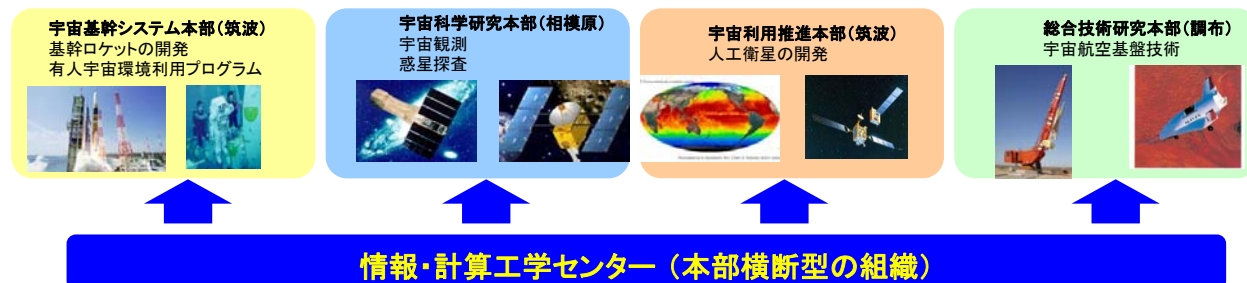 宇宙基幹システム本部(筑波)
基幹ロケットの開発
有人宇宙環境利用プログラム
宇宙科学研究本部(相模原)
宇宙観測
惑星探査
宇宙利用推進本部(筑波)
人工衛星の開発
総合技術研究本部(調布)
宇宙航空基盤技術
情報・計算工学センター(本部横断型の組織)